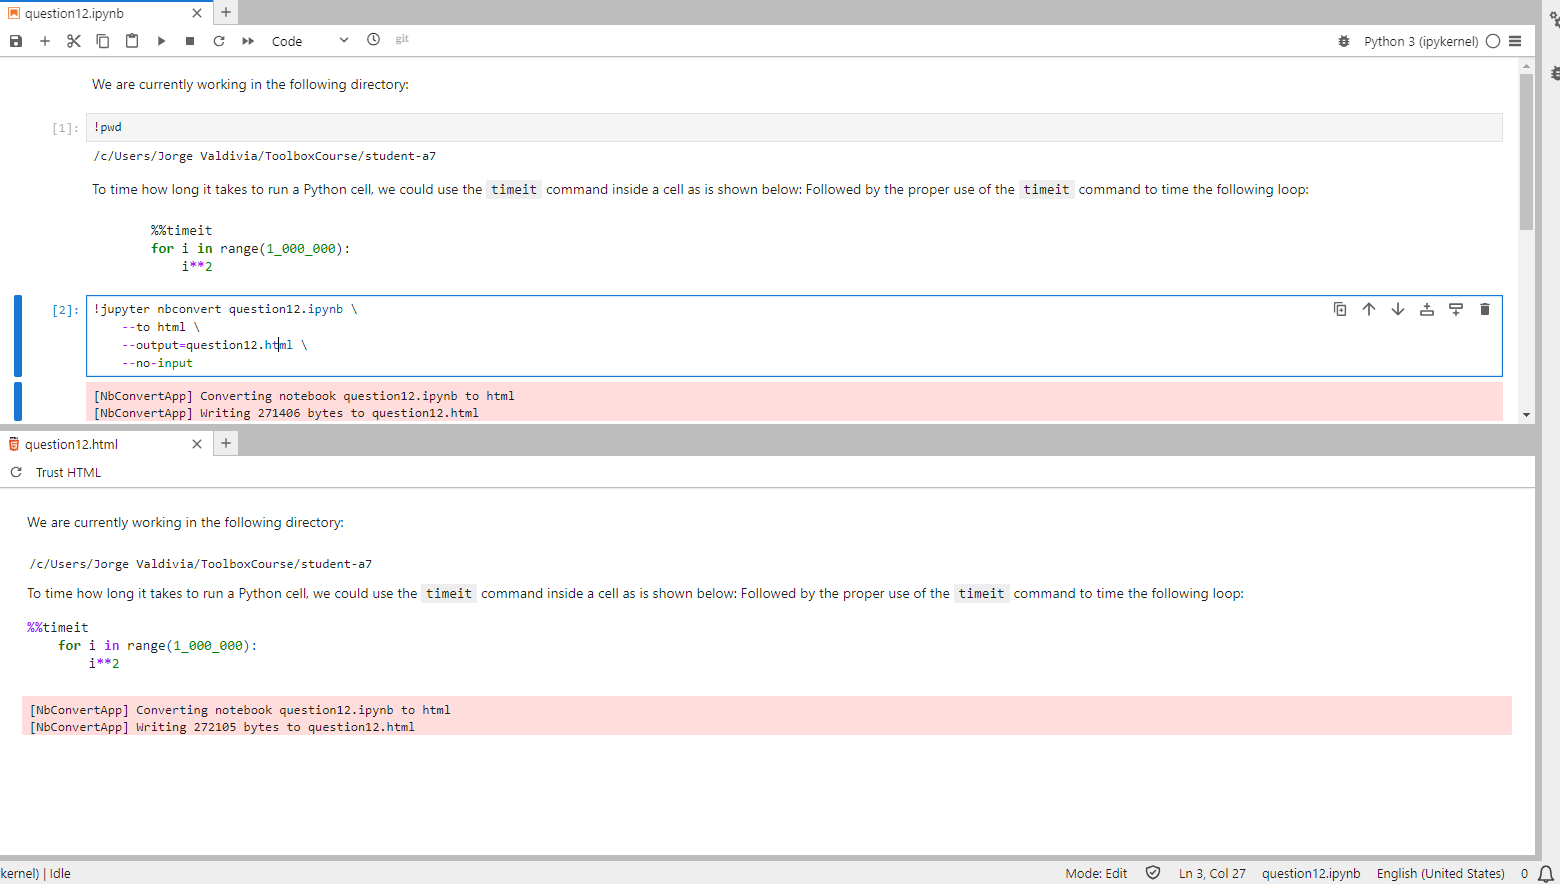 question12.ipynb
Code
git
Python 3 (ipykernel)
We are currently working in the following directory:
[1]:
!pwd
/c/Users/Jorge Valdivia/ToolboxCourse/student-a7
To time how long it takes to run a Python cell, we could use the timeit command inside a cell as is shown below: Followed by the proper use of the timeit command to time the following loop:
%%timeit
for i in range(1_000_000):
    i**2
[2]:
!jupyter nbconvert question12.ipynb \
    --to html \
    --output=question12.html \
    --no-input
[NbConvertApp] Converting notebook question12.ipynb to html
[NbConvertApp] Writing 271406 bytes to question12.html
question12.html
Trust HTML
We are currently working in the following directory:
/c/Users/Jorge Valdivia/ToolboxCourse/student-a7
To time how long it takes to run a Python cell, we could use the timeit command inside a cell as is shown below: Followed by the proper use of the timeit command to time the following loop:
%%timeit
    for i in range(1_000_000):
        i**2
[NbConvertApp] Converting notebook question12.ipynb to html
[NbConvertApp] Writing 272105 bytes to question12.html
kernel) | Idle
Mode: Edit
Ln 3, Col 27
question12.ipynb
English (United States)
0